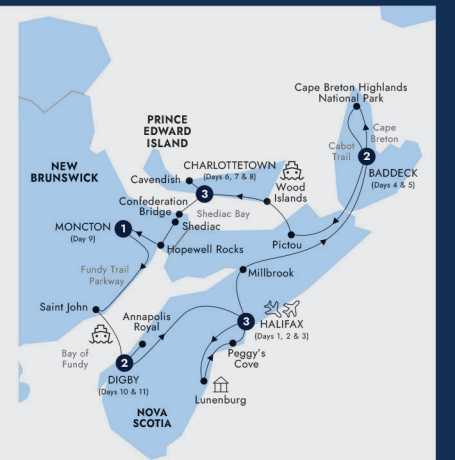 Cape Breton Highlands
National Park
PRINCE
EDWARD
ISLAND
Cabot
Trail
Cape
Breton
2
BADDECK
(Days 4 & 5)
NEW
BRUNSWICK
CHARLOTTETOWN
(Days 6, 7 & 8)
Cavendish
3
Wood
Islands
Confederation
Bridge
Shediac Bay
Shediac
MONCTON
(Day 9)
1
Pictou
Hopewell Rocks
Fundy Trail
Parkway
Millbrook
Saint John
Annapolis
Royal
3
HALIFAX
(Days 1, 2 & 3)
Bay of
Fundy
Peggy's
Cove
2
DIGBY
(Days 10 & 11)
Lunenburg
NOVA
SCOTIA